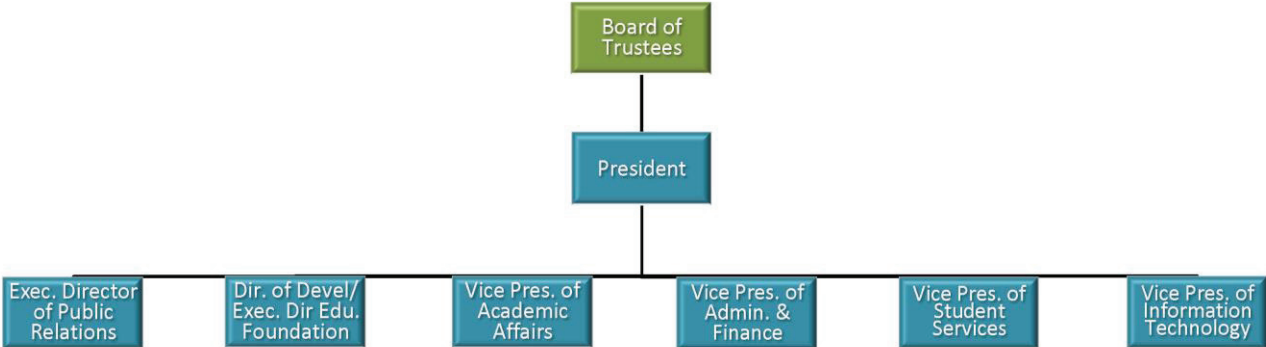 Board of
Trustees
President
Exec. Director
of Public
Relations
Dir. of Devel/
Exec. Dir Edu.
Foundation
Vice Pres. of
Academic
Affairs
Vice Pres. of
Admin. &
Finance
Vice Pres. of
Student
Services
Vice Pres. of
Information
Technology